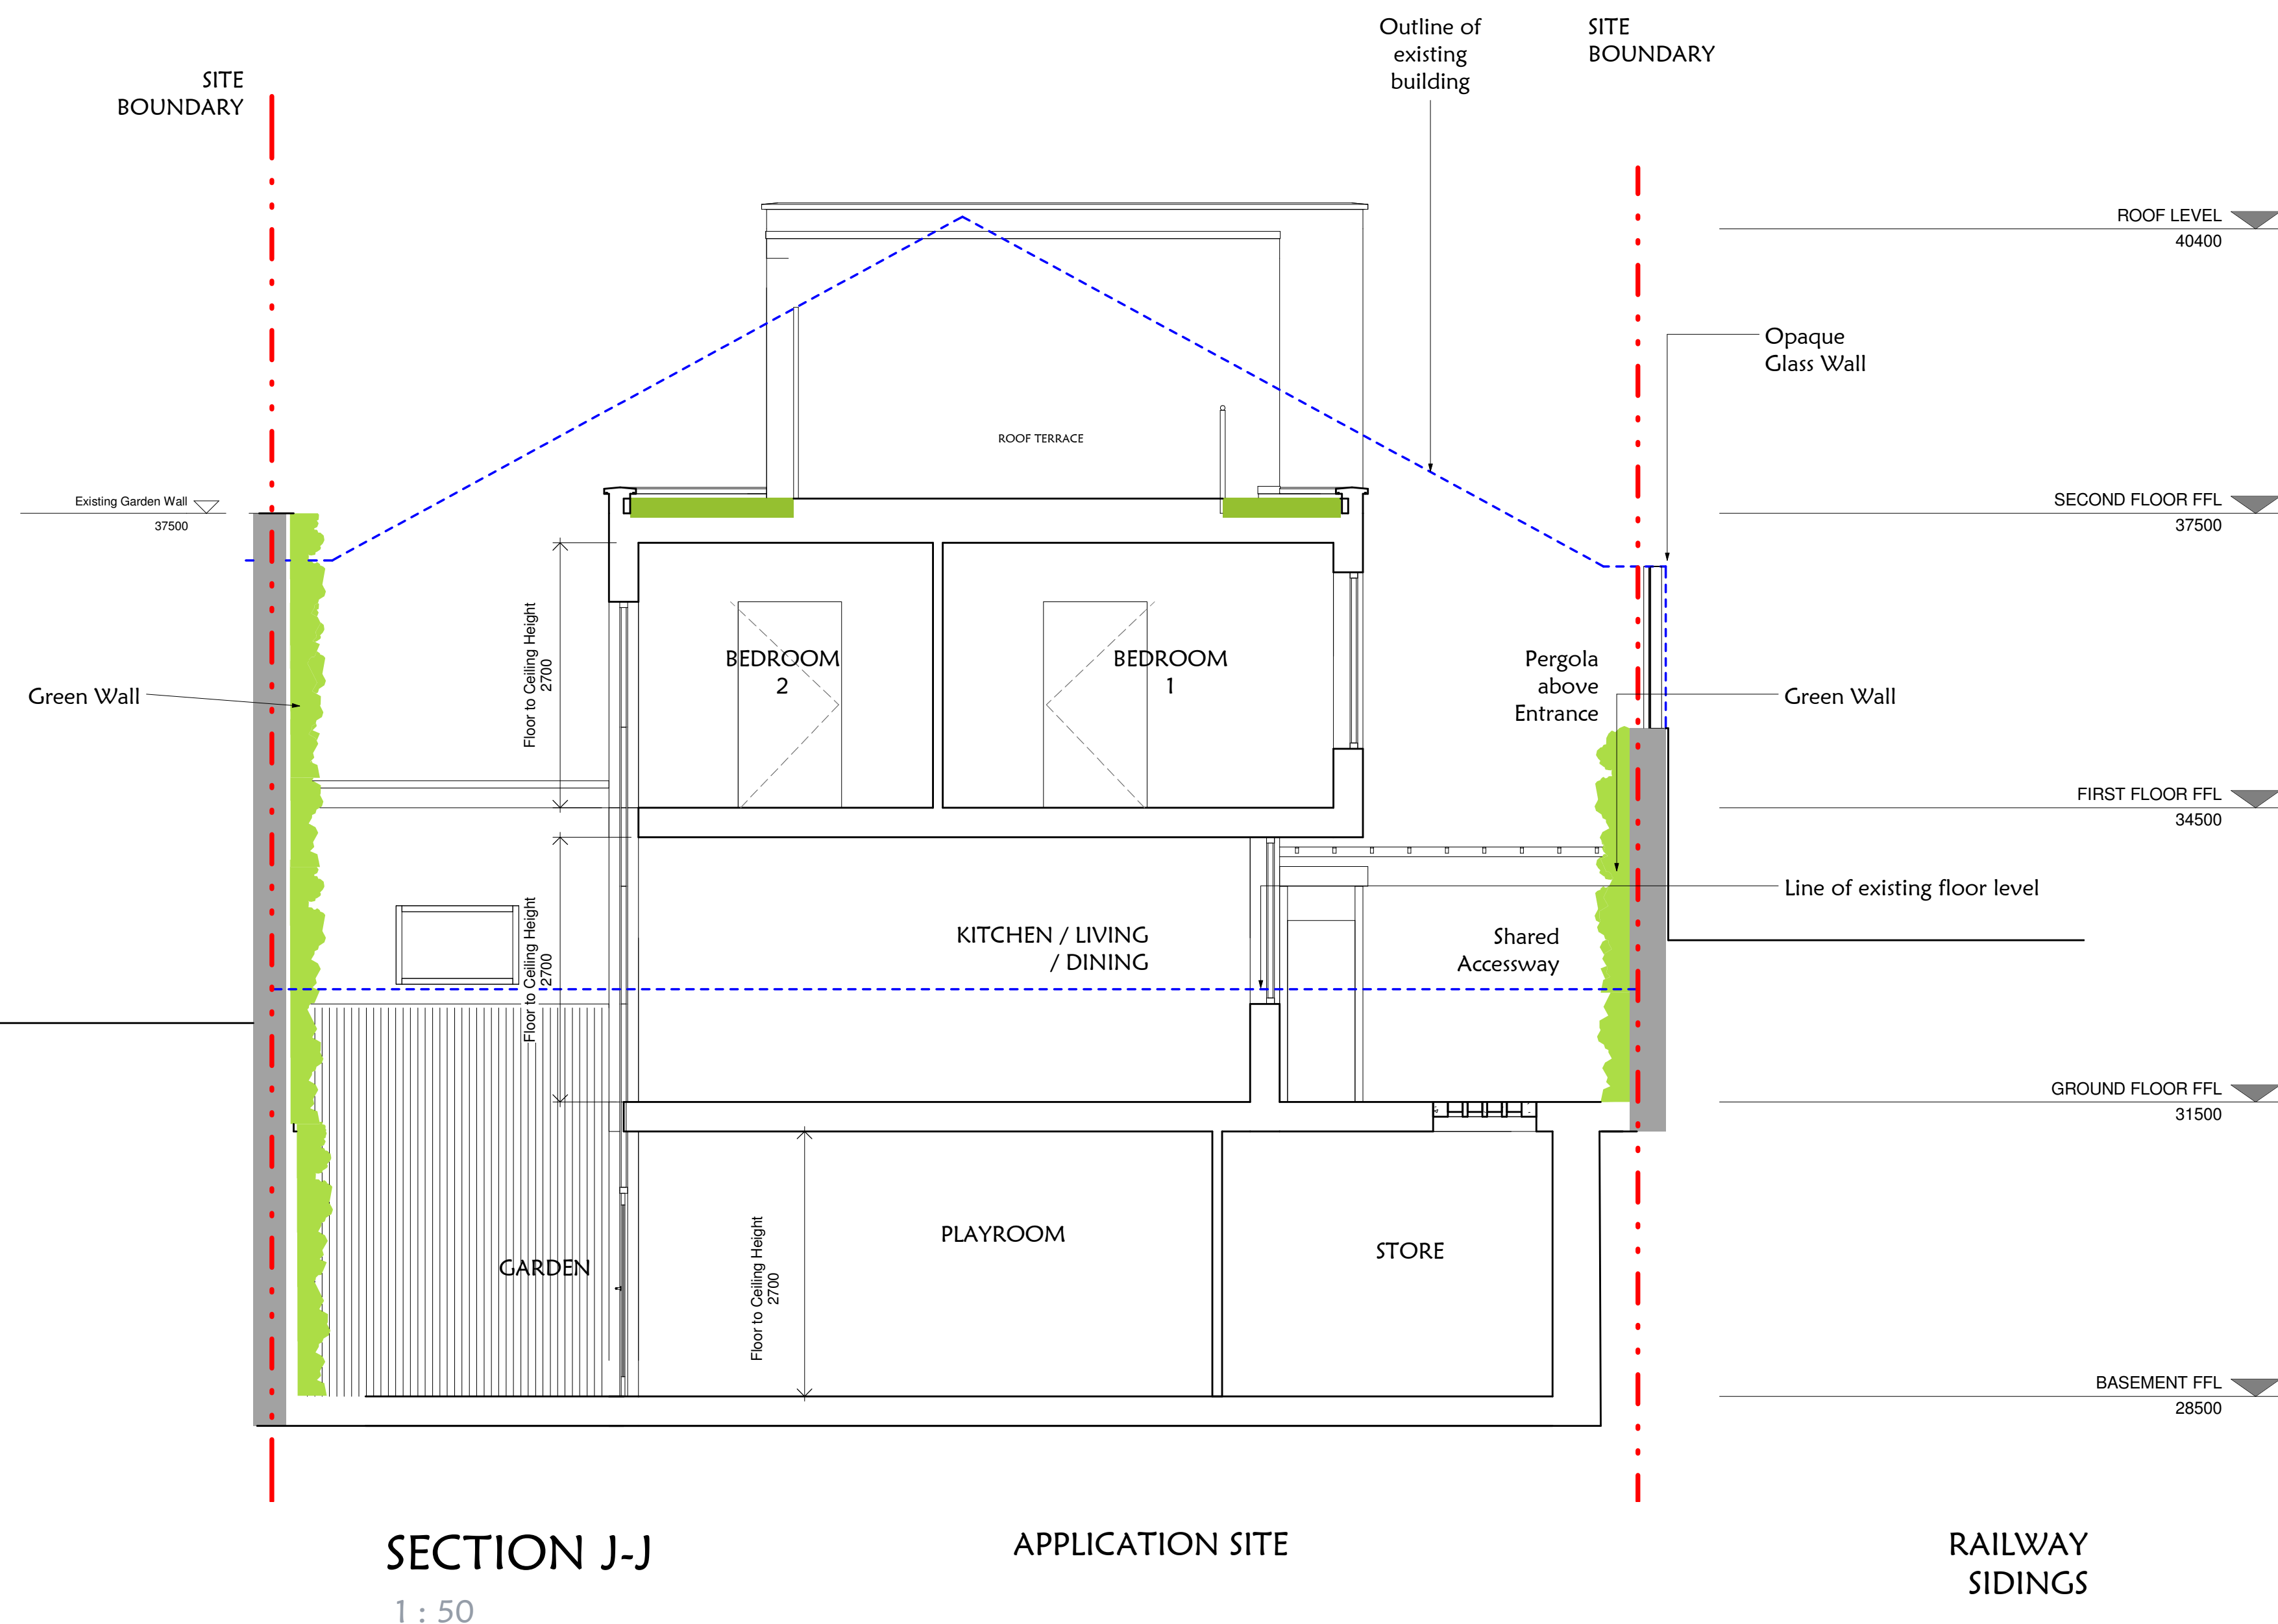 Outline of
existing
building
SITE
BOUNDARY
SITE
BOUNDARY
ROOF LEVEL
40400
Opaque
Glass Wall
ROOF TERRACE
Existing Garden Wall
37500
SECOND FLOOR FFL
37500
Floor to Ceiling Height
2700
BEDROOM
2
BEDROOM
1
Pergola
above
Entrance
Green Wall
Green Wall
FIRST FLOOR FFL
34500
Line of existing floor level
Floor to Ceiling Height
2700
KITCHEN / LIVING
/ DINING
Shared
Accessway
GROUND FLOOR FFL
31500
Floor to Ceiling Height
2700
PLAYROOM
STORE
GARDEN
BASEMENT FFL
28500
SECTION J-J
1 : 50
APPLICATION SITE
RAILWAY
SIDINGS